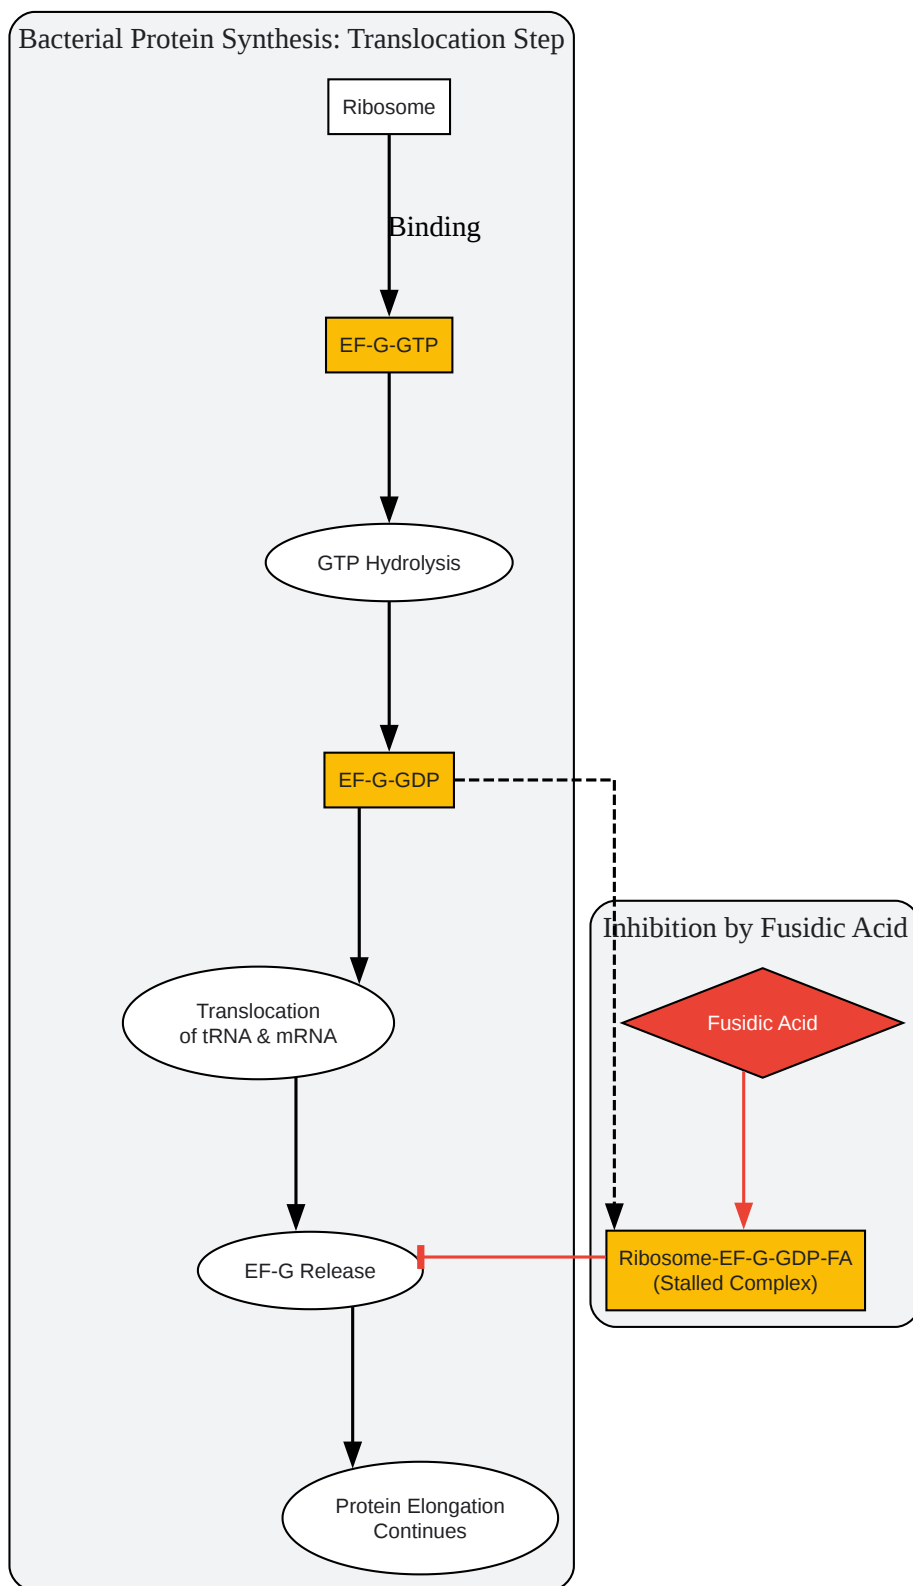 Bacterial Protein Synthesis: Translocation Step
Ribosome
Binding
EF-G-GTP
GTP Hydrolysis
EF-G-GDP
Inhibition by Fusidic Acid
Fusidic Acid
Translocation
of tRNA & mRNA
EF-G Release
Ribosome-EF-G-GDP-FA
(Stalled Complex)
Protein Elongation
Continues